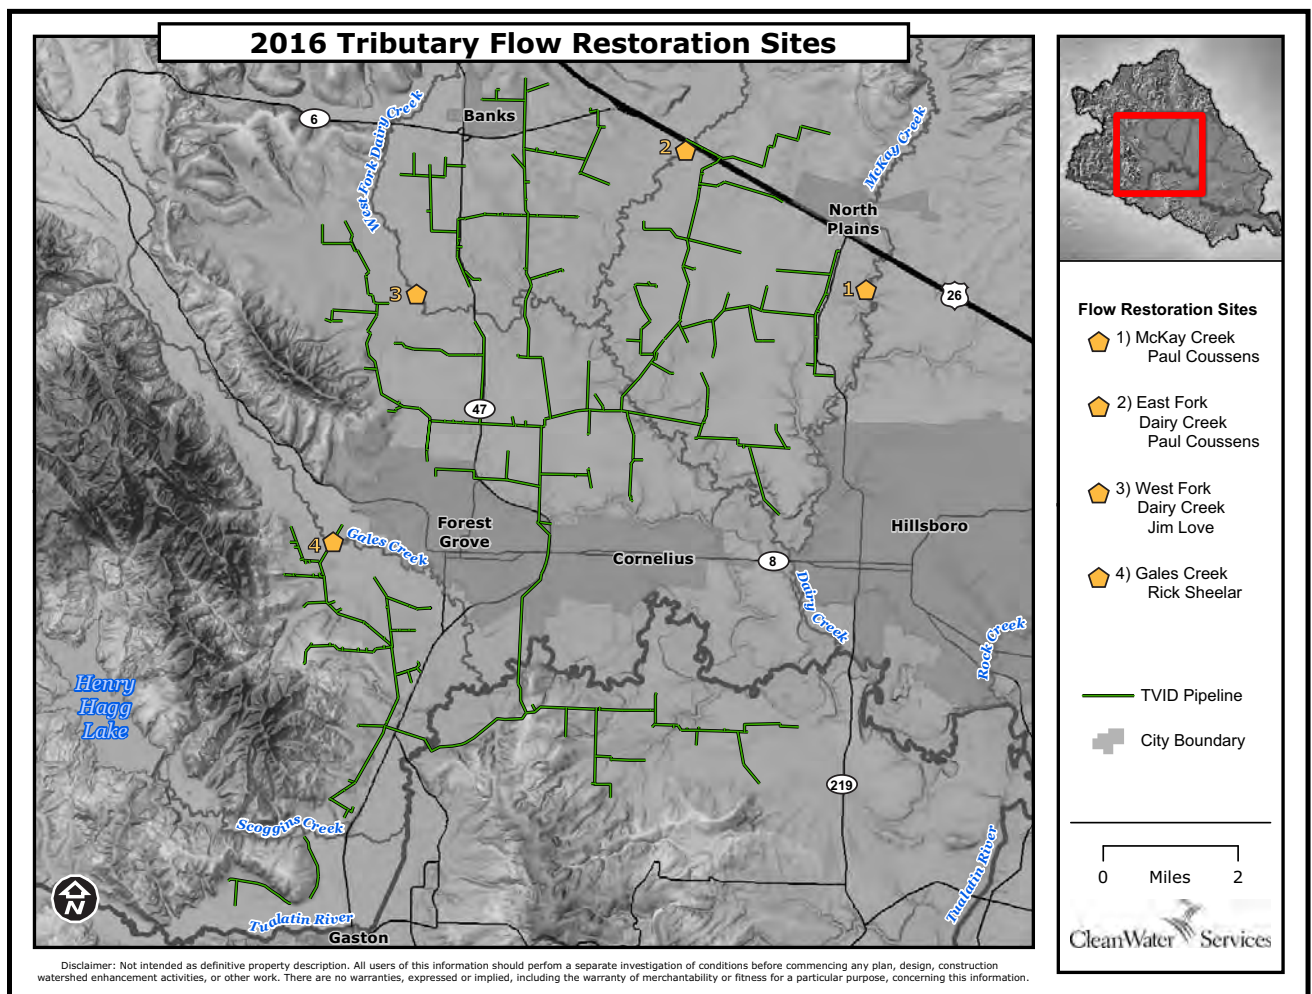 2016 Tributary Flow Restoration Sites
6
Banks
West Fork Dairy Creek
2
McKay Creek
North
Plains
3
1
26
47
Forest
Grove
Hillsboro
4
Gales Creek
Cornelius
8
Dairy Creek
Rock Creek
Henry
Hagg
Lake
219
Scoggins Creek
Tualatin River
Tualatin River
N
Gaston
Flow Restoration Sites
1) McKay Creek
Paul Coussens
2) East Fork
Dairy Creek
Paul Coussens
3) West Fork
Dairy Creek
Jim Love
4) Gales Creek
Rick Sheelar
TVID Pipeline
City Boundary
0 Miles 2
CleanWater Services
Disclaimer: Not intended as definitive property description. All users of this information should perfom a separate investigation of conditions before commencing any plan, design, construction
watershed enhancement activities, or other work. There are no warranties, expressed or implied, including the warranty of merchantability or fitness for a particular purpose, concerning this information.